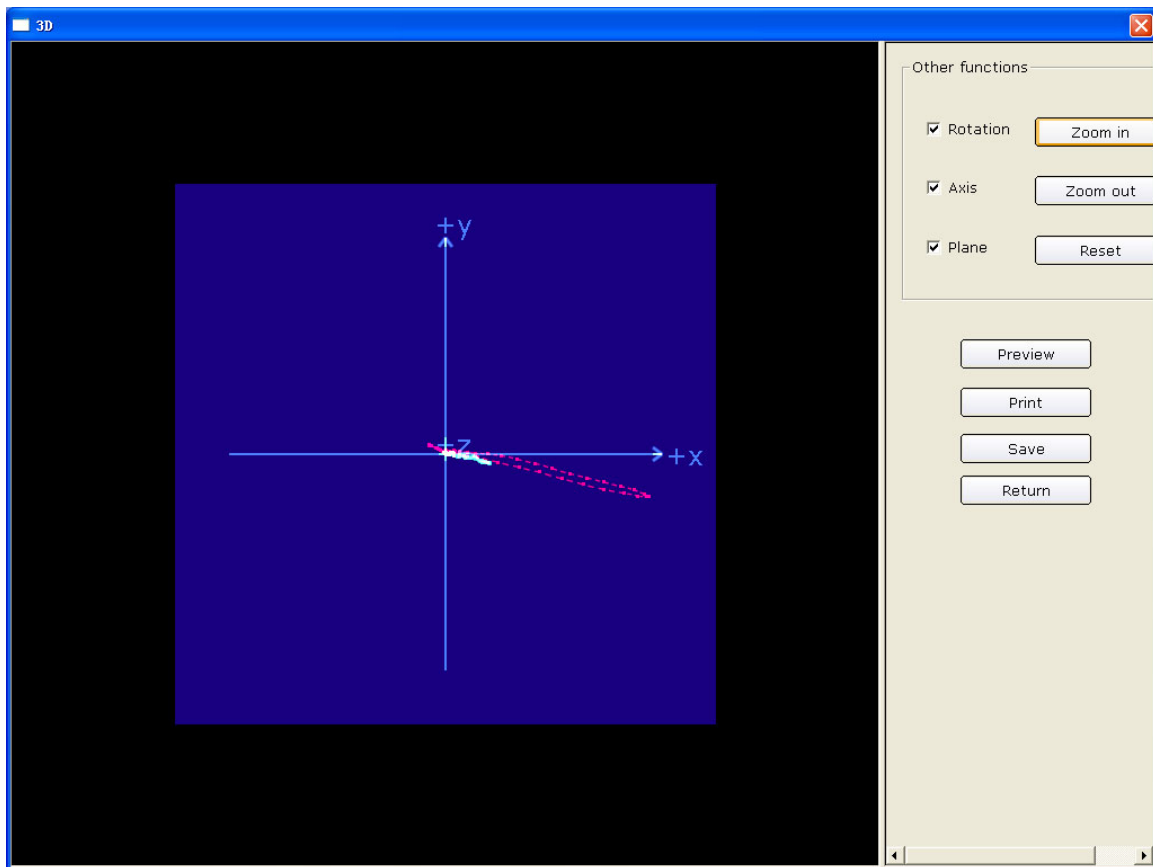 3D
+y
+z
+x
Other functions
Rotation
Zoom in
Axis
Zoom out
Plane
Reset
Preview
Print
Save
Return